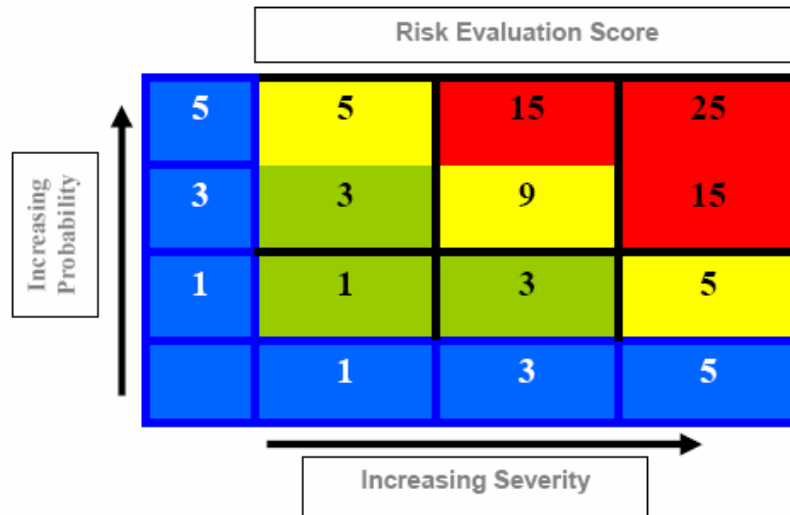 Risk Evaluation Score
5 5 15 25
3 3 9 15
1 1 3 5
1 3 5
Increasing
Probability
Increasing Severity